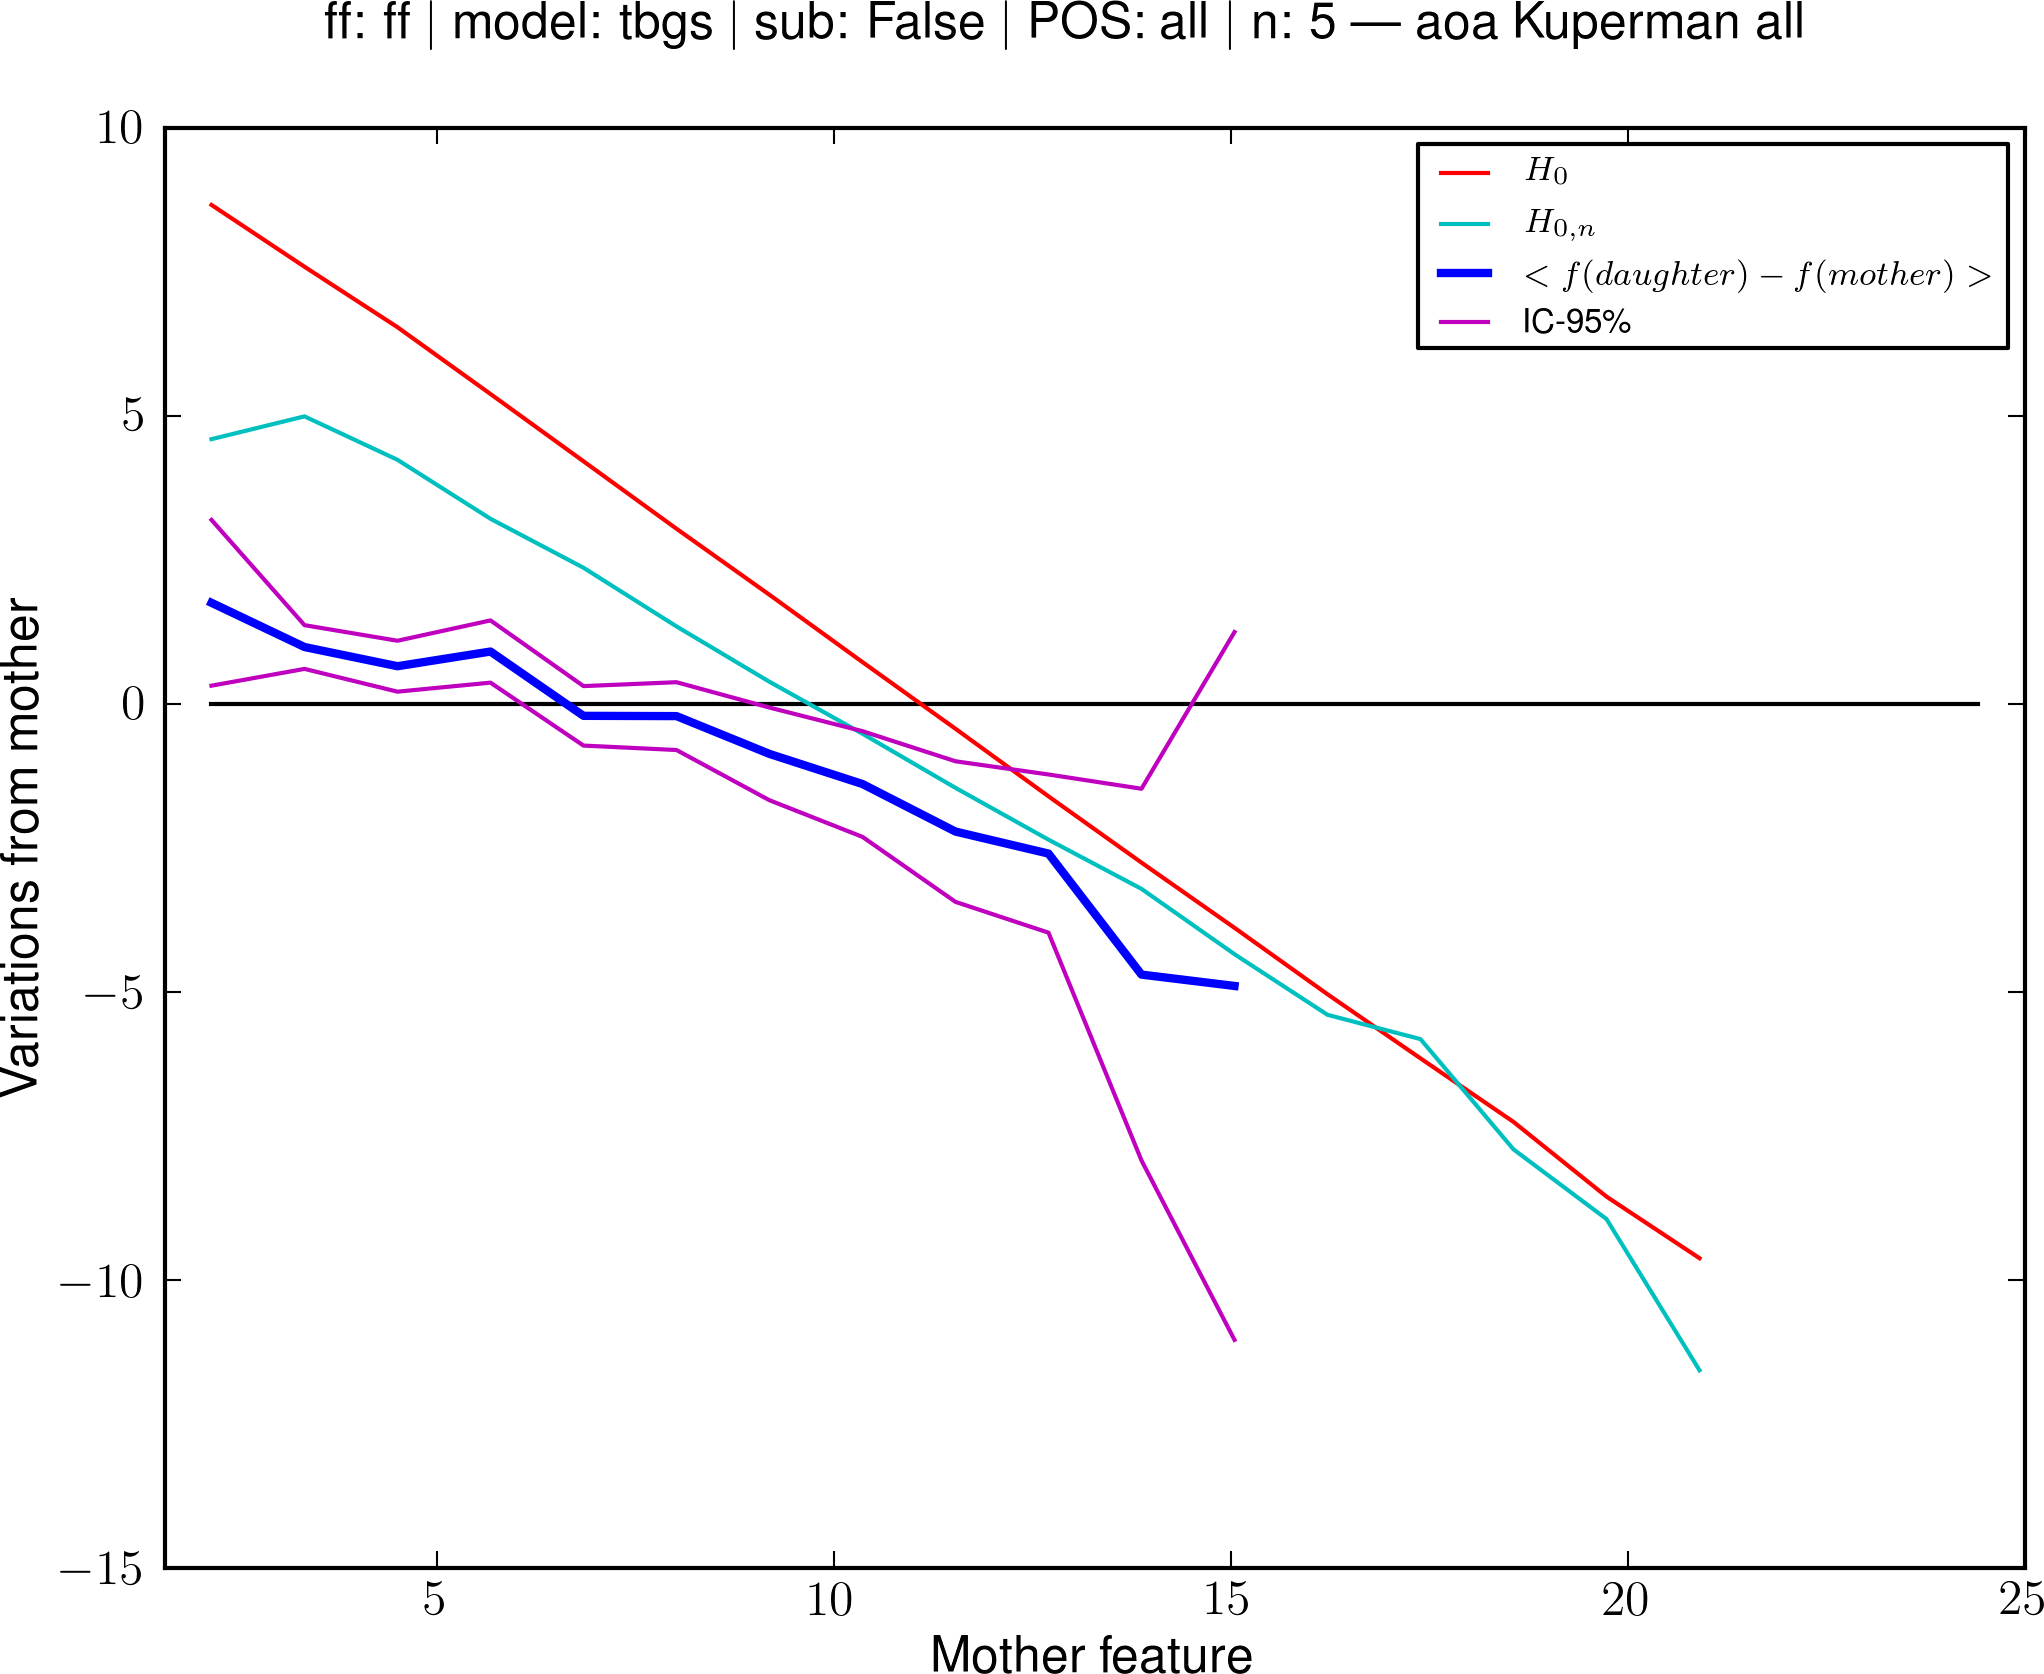 ff: ff | model: tbgs | sub: False | POS: all | n: 5 — aoa Kuperman all
H₀
H₀,ₙ
< f(daughter) − f(mother) >
IC-95%
10
5
0
−5
−10
−15
Variations from mother
5
10
15
20
25
Mother feature